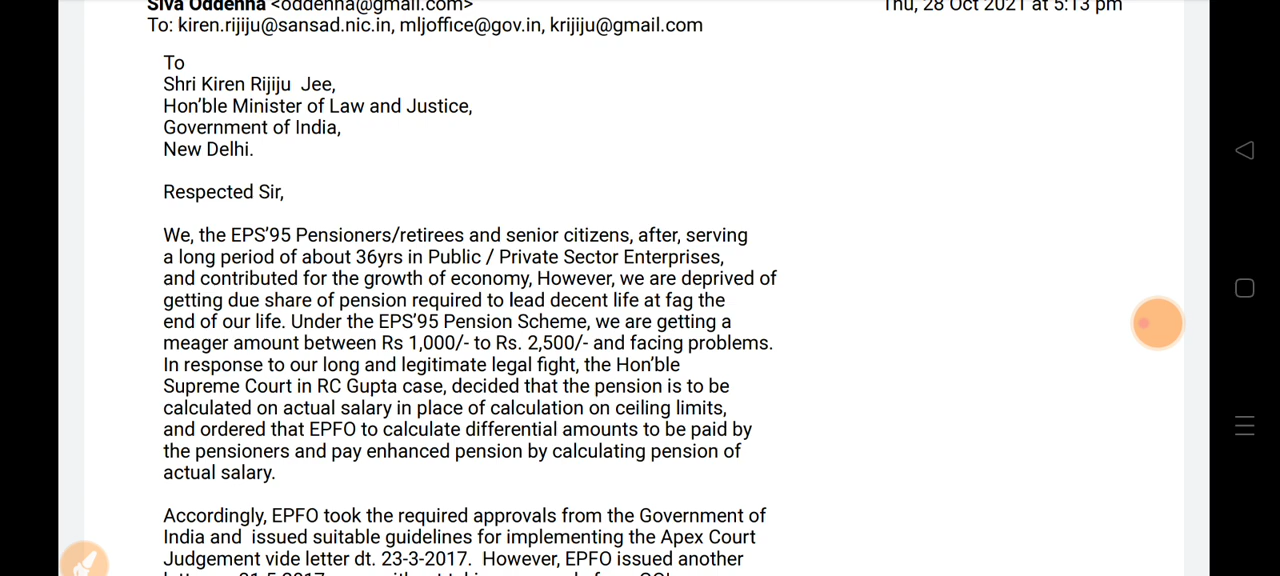 Siva Oddenna <oddenna@gmail.com> Thu, 28 Oct 2021 at 5:13 pm
To: kiren.rijiju@sansad.nic.in, mljoffice@gov.in, krijiju@gmail.com
To
Shri Kiren Rijiju  Jee,
Hon'ble Minister of Law and Justice,
Government of India,
New Delhi.
Respected Sir,
We, the EPS'95 Pensioners/retirees and senior citizens, after, serving
a long period of about 36yrs in Public / Private Sector Enterprises,
and contributed for the growth of economy, However, we are deprived of
getting due share of pension required to lead decent life at fag the
end of our life. Under the EPS'95 Pension Scheme, we are getting a
meager amount between Rs 1,000/- to Rs. 2,500/- and facing problems.
In response to our long and legitimate legal fight, the Hon'ble
Supreme Court in RC Gupta case, decided that the pension is to be
calculated on actual salary in place of calculation on ceiling limits,
and ordered that EPFO to calculate differential amounts to be paid by
the pensioners and pay enhanced pension by calculating pension of
actual salary.
Accordingly, EPFO took the required approvals from the Government of
India and  issued suitable guidelines for implementing the Apex Court
Judgement vide letter dt. 23-3-2017.  However, EPFO issued another